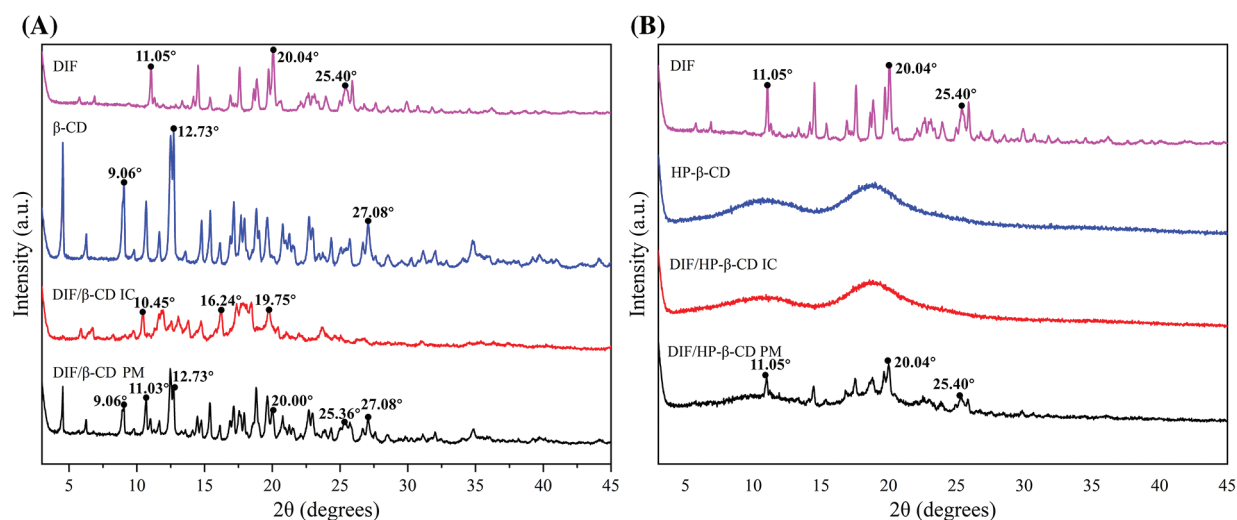 (A)
DIF
11.05°
20.04°
25.40°
β-CD
9.06°
12.73°
27.08°
DIF/β-CD IC
10.45°
16.24°
19.75°
DIF/β-CD PM
9.06°
11.03°
12.73°
20.00°
25.36°
27.08°
Intensity (a.u.)
5 10 15 20 25 30 35 40 45
2θ (degrees)
(B)
DIF
11.05°
20.04°
25.40°
HP-β-CD
DIF/HP-β-CD IC
DIF/HP-β-CD PM
11.05°
20.04°
25.40°
Intensity (a.u.)
5 10 15 20 25 30 35 40 45
2θ (degrees)